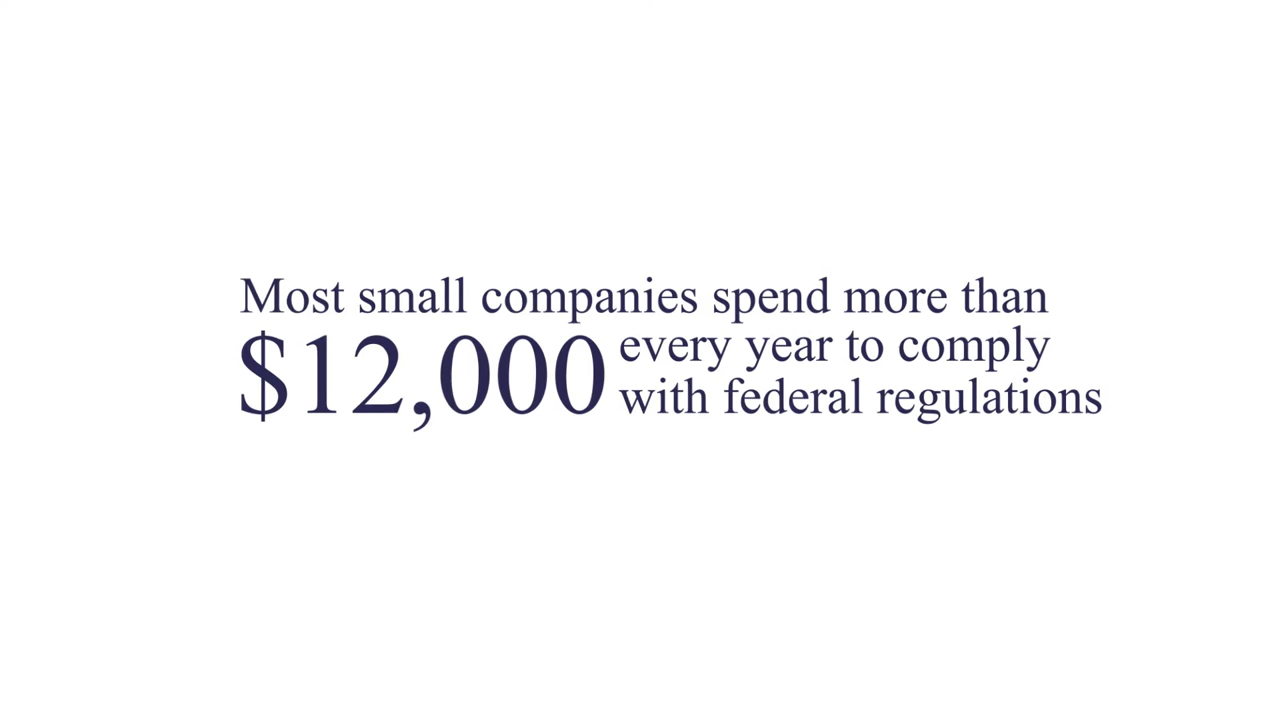 Most small companies spend more than
$12,000 every year to comply
with federal regulations